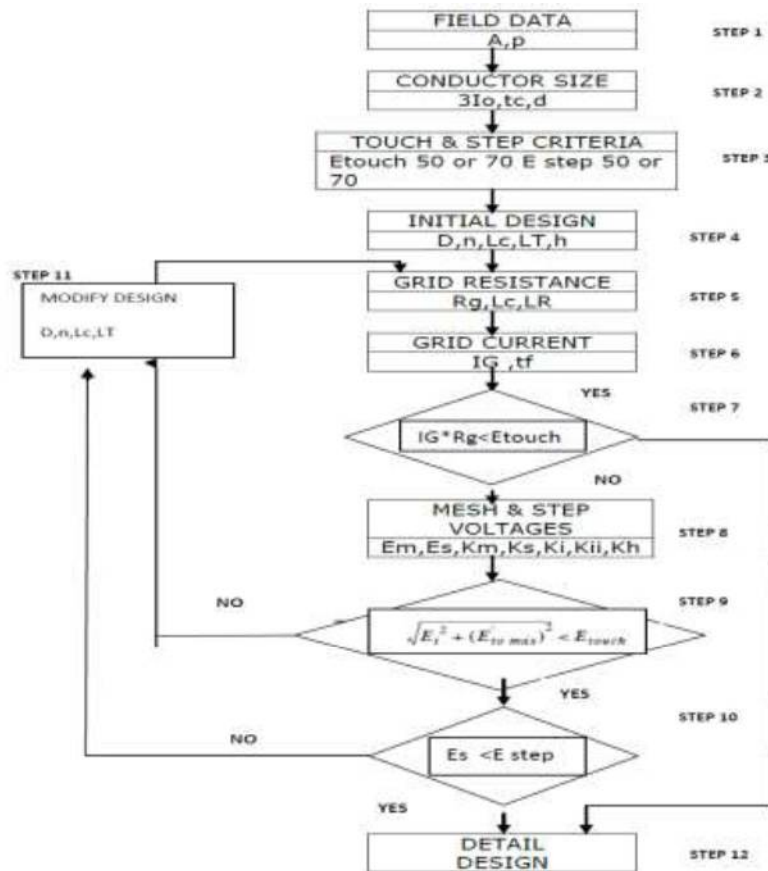 FIELD DATA
STEP 1
A,p
CONDUCTOR SIZE
STEP 2
3Io,tc,d
TOUCH & STEP CRITERIA
STEP 3
Etouch 50 or 70 E step 50 or
70
INITIAL DESIGN
STEP 4
D,n,Lc,LT,h
STEP 11
MODIFY DESIGN
D,n,Lc,LT
GRID RESISTANCE
STEP 5
Rg,Lc,LR
GRID CURRENT
STEP 6
IG ,tf
YES
STEP 7
IG*Rg<Etouch
NO
MESH & STEP
VOLTAGES
STEP 8
Em,Es,Km,Ks,Ki,Kii,Kh
NO
STEP 9
< E touch
YES
STEP 10
NO
Es <E step
YES
DETAIL
DESIGN
STEP 12